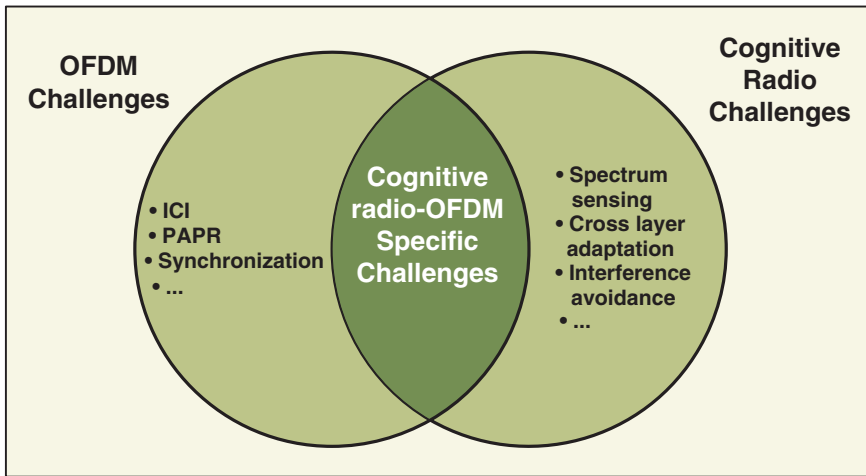 OFDM
Challenges
Cognitive
Radio
Challenges
• ICI
• PAPR
• Synchronization
• ...
Cognitive
radio-OFDM
Specific
Challenges
• Spectrum
sensing
• Cross layer
adaptation
• Interference
avoidance
• ...